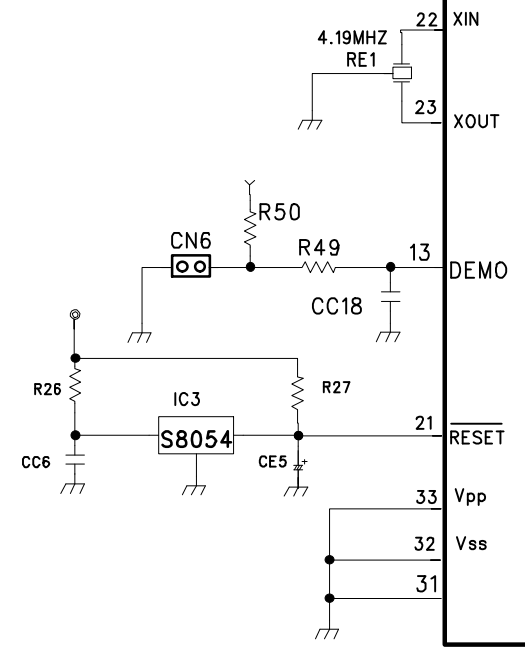 22 XIN
4.19MHZ
RE1
23 XOUT
R50
CN6
R49
13 DEMO
CC18
R26
R27
IC3
S8054
21 RESET
CC6
CE5 +
33 Vpp
32 Vss
31